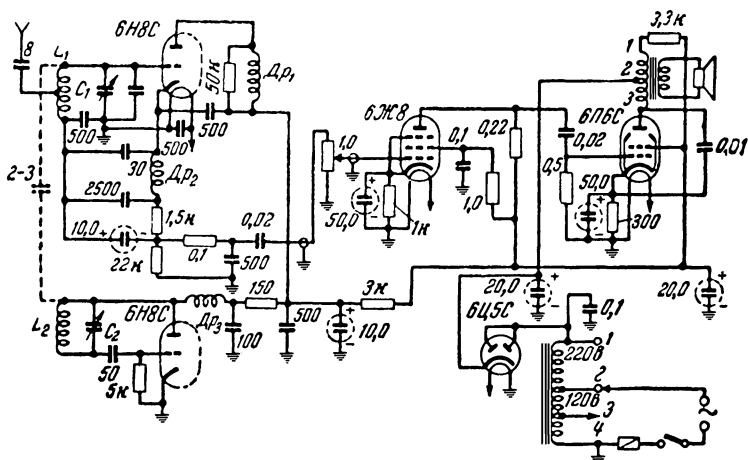 6Н8С
8
L₁
C₁
500
50к
Др₁
500
500
30
Др₂
2-3
2500
10,0
+
-
1,5к
22к
0,1
0,02
500
1,0
6Ж8
+
-
50,0
1к
0,1
1,0
0,22
3,3к
1
2
3
6П6С
0,02
0,5
50,0
+
-
300
0,01
L₂
C₂
6Н8С
50
5к
Др₃
100
150
500
3к
+
-
10,0
6Ц5С
20,0
+
-
0,1
20,0
+
-
220в
1
2
120в
3
4
~